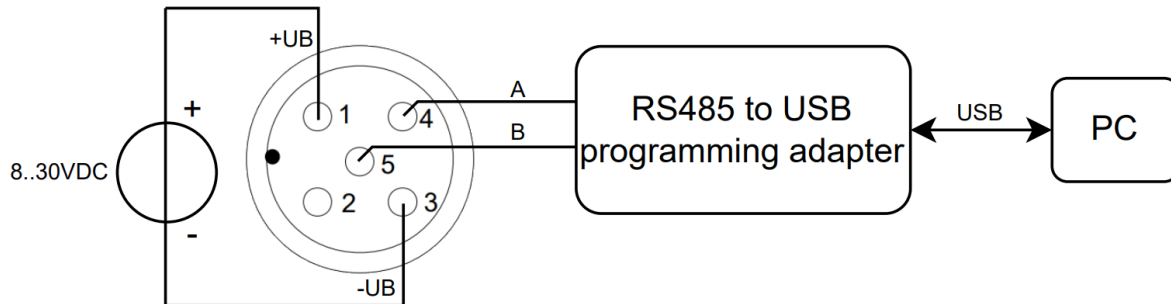 +UB
A
+
1
4
RS485 to USB
programming adapter
USB
PC
B
8..30VDC
5
2
3
-
-UB